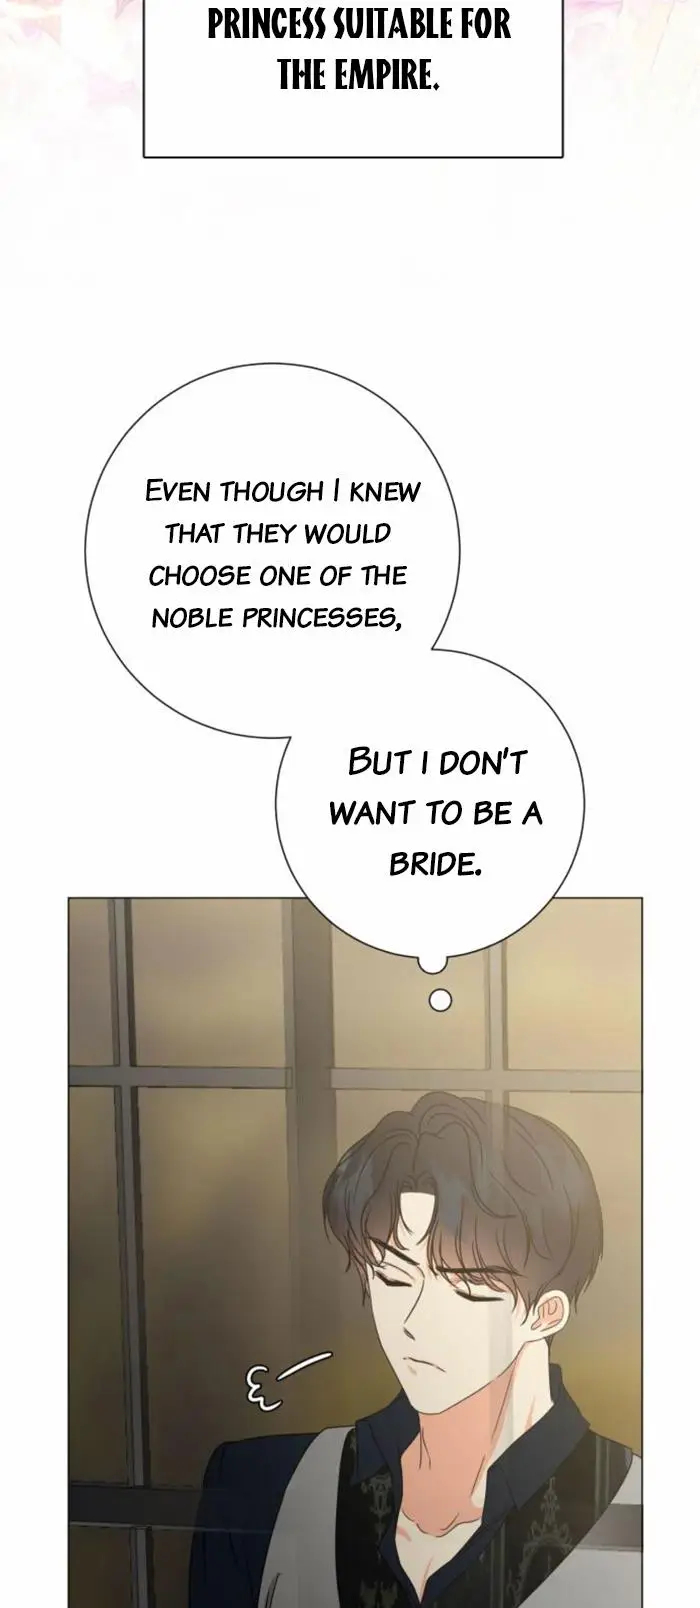 PRINCESS SUITABLE FOR
THE EMPIRE.
EVEN THOUGH I KNEW
THAT THEY WOULD
CHOOSE ONE OF THE
NOBLE PRINCESSES,
BUT I DON'T
WANT TO BE A
BRIDE.